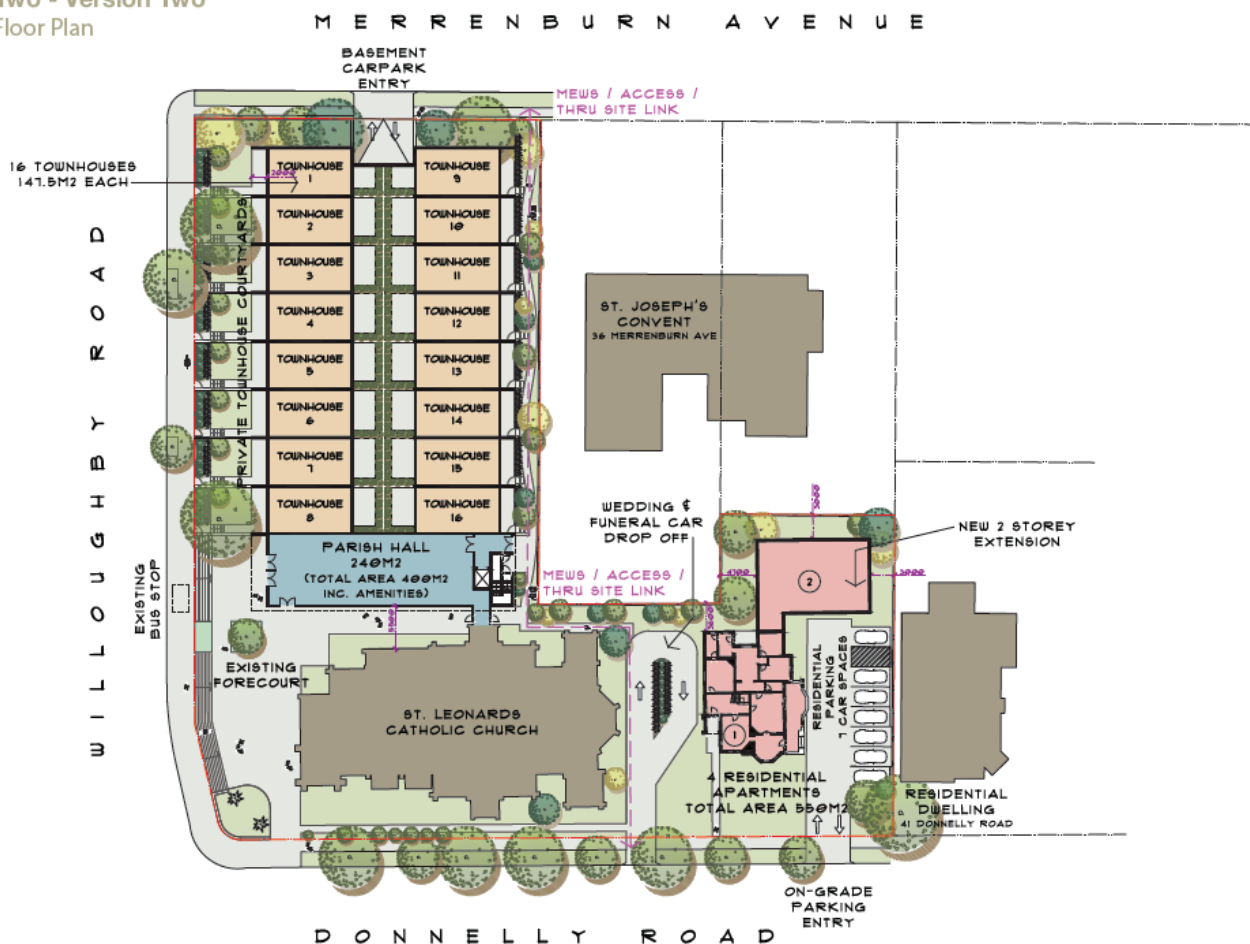 Two - Version Two
Floor Plan
MERRENBURN AVENUE
BASEMENT
CARPARK
ENTRY
MEWS / ACCESS /
THRU SITE LINK
16 TOWNHOUSES
147.5M2 EACH
WILLOUGHBY ROAD
PRIVATE TOWNHOUSE COURTYARDS
TOWNHOUSE
1
TOWNHOUSE
9
TOWNHOUSE
2
TOWNHOUSE
10
TOWNHOUSE
3
TOWNHOUSE
11
TOWNHOUSE
4
TOWNHOUSE
12
TOWNHOUSE
5
TOWNHOUSE
13
TOWNHOUSE
6
TOWNHOUSE
14
TOWNHOUSE
7
TOWNHOUSE
15
TOWNHOUSE
8
TOWNHOUSE
16
ST. JOSEPH'S
CONVENT
36 MERRENBURN AVE
WEDDING &
FUNERAL CAR
DROP OFF
NEW 2 STOREY
EXTENSION
PARISH HALL
240M2
(TOTAL AREA 400M2
INC. AMENITIES)
MEWS / ACCESS /
THRU SITE LINK
2
EXISTING
BUS STOP
EXISTING
FORECOURT
ST. LEONARDS
CATHOLIC CHURCH
1
RESIDENTIAL
PARKING
7 CAR SPACES
4 RESIDENTIAL
APARTMENTS
TOTAL AREA 550M2
RESIDENTIAL
DWELLING
41 DONNELLY ROAD
ON-GRADE
PARKING
ENTRY
DONNELLY ROAD